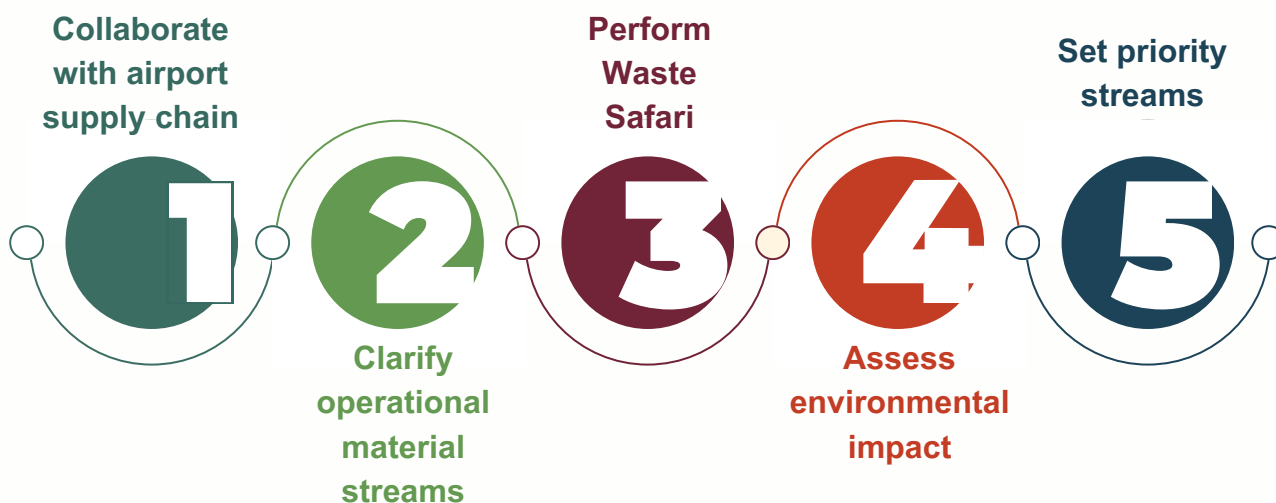 Collaborate
with airport
supply chain
1
2
Clarify
operational
material
streams
Perform
Waste
Safari
3
4
Assess
environmental
impact
Set priority
streams
5